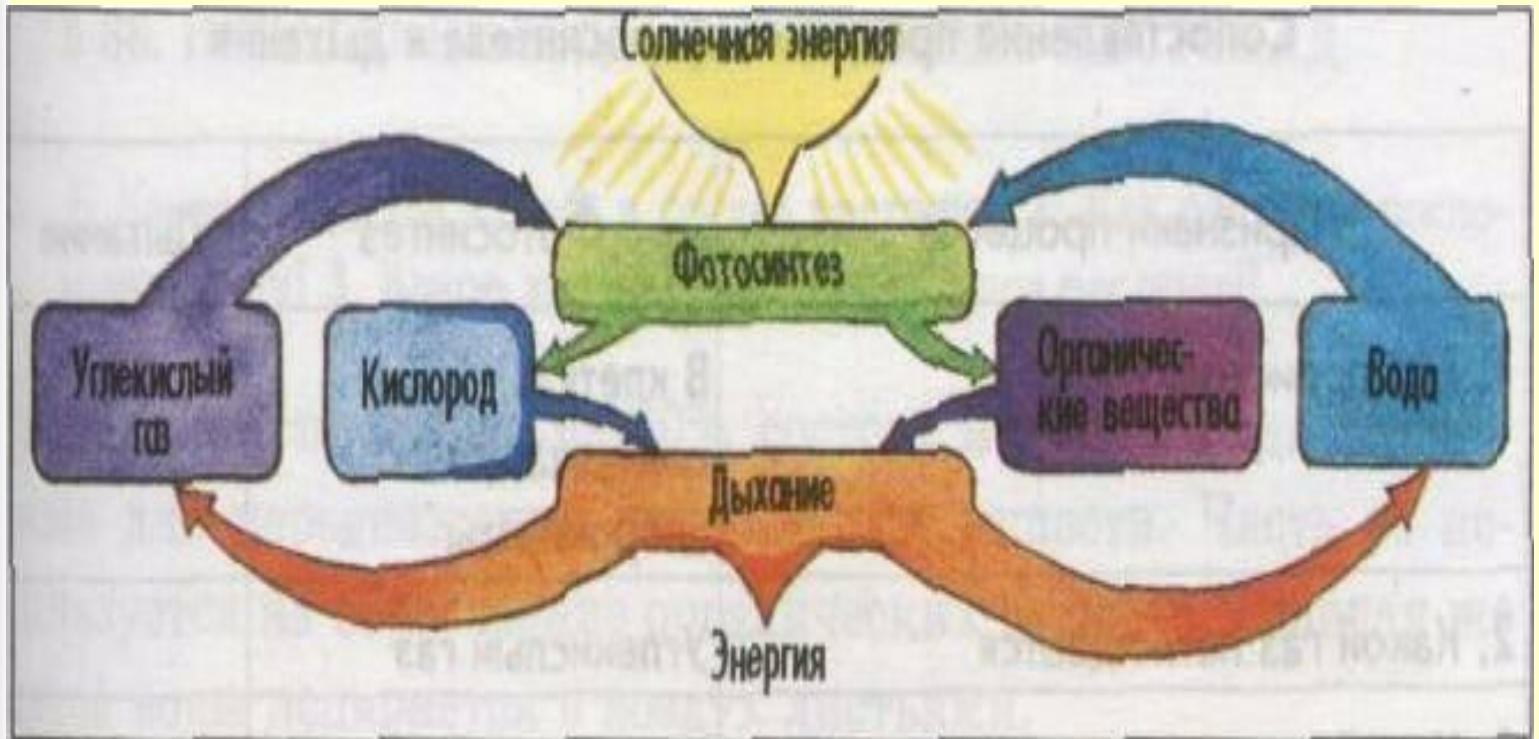 Солнечная энергия
Фотосинтез
Углекислый
газ
Кислород
Органичес-
кие вещества
Вода
Дыхание
Энергия